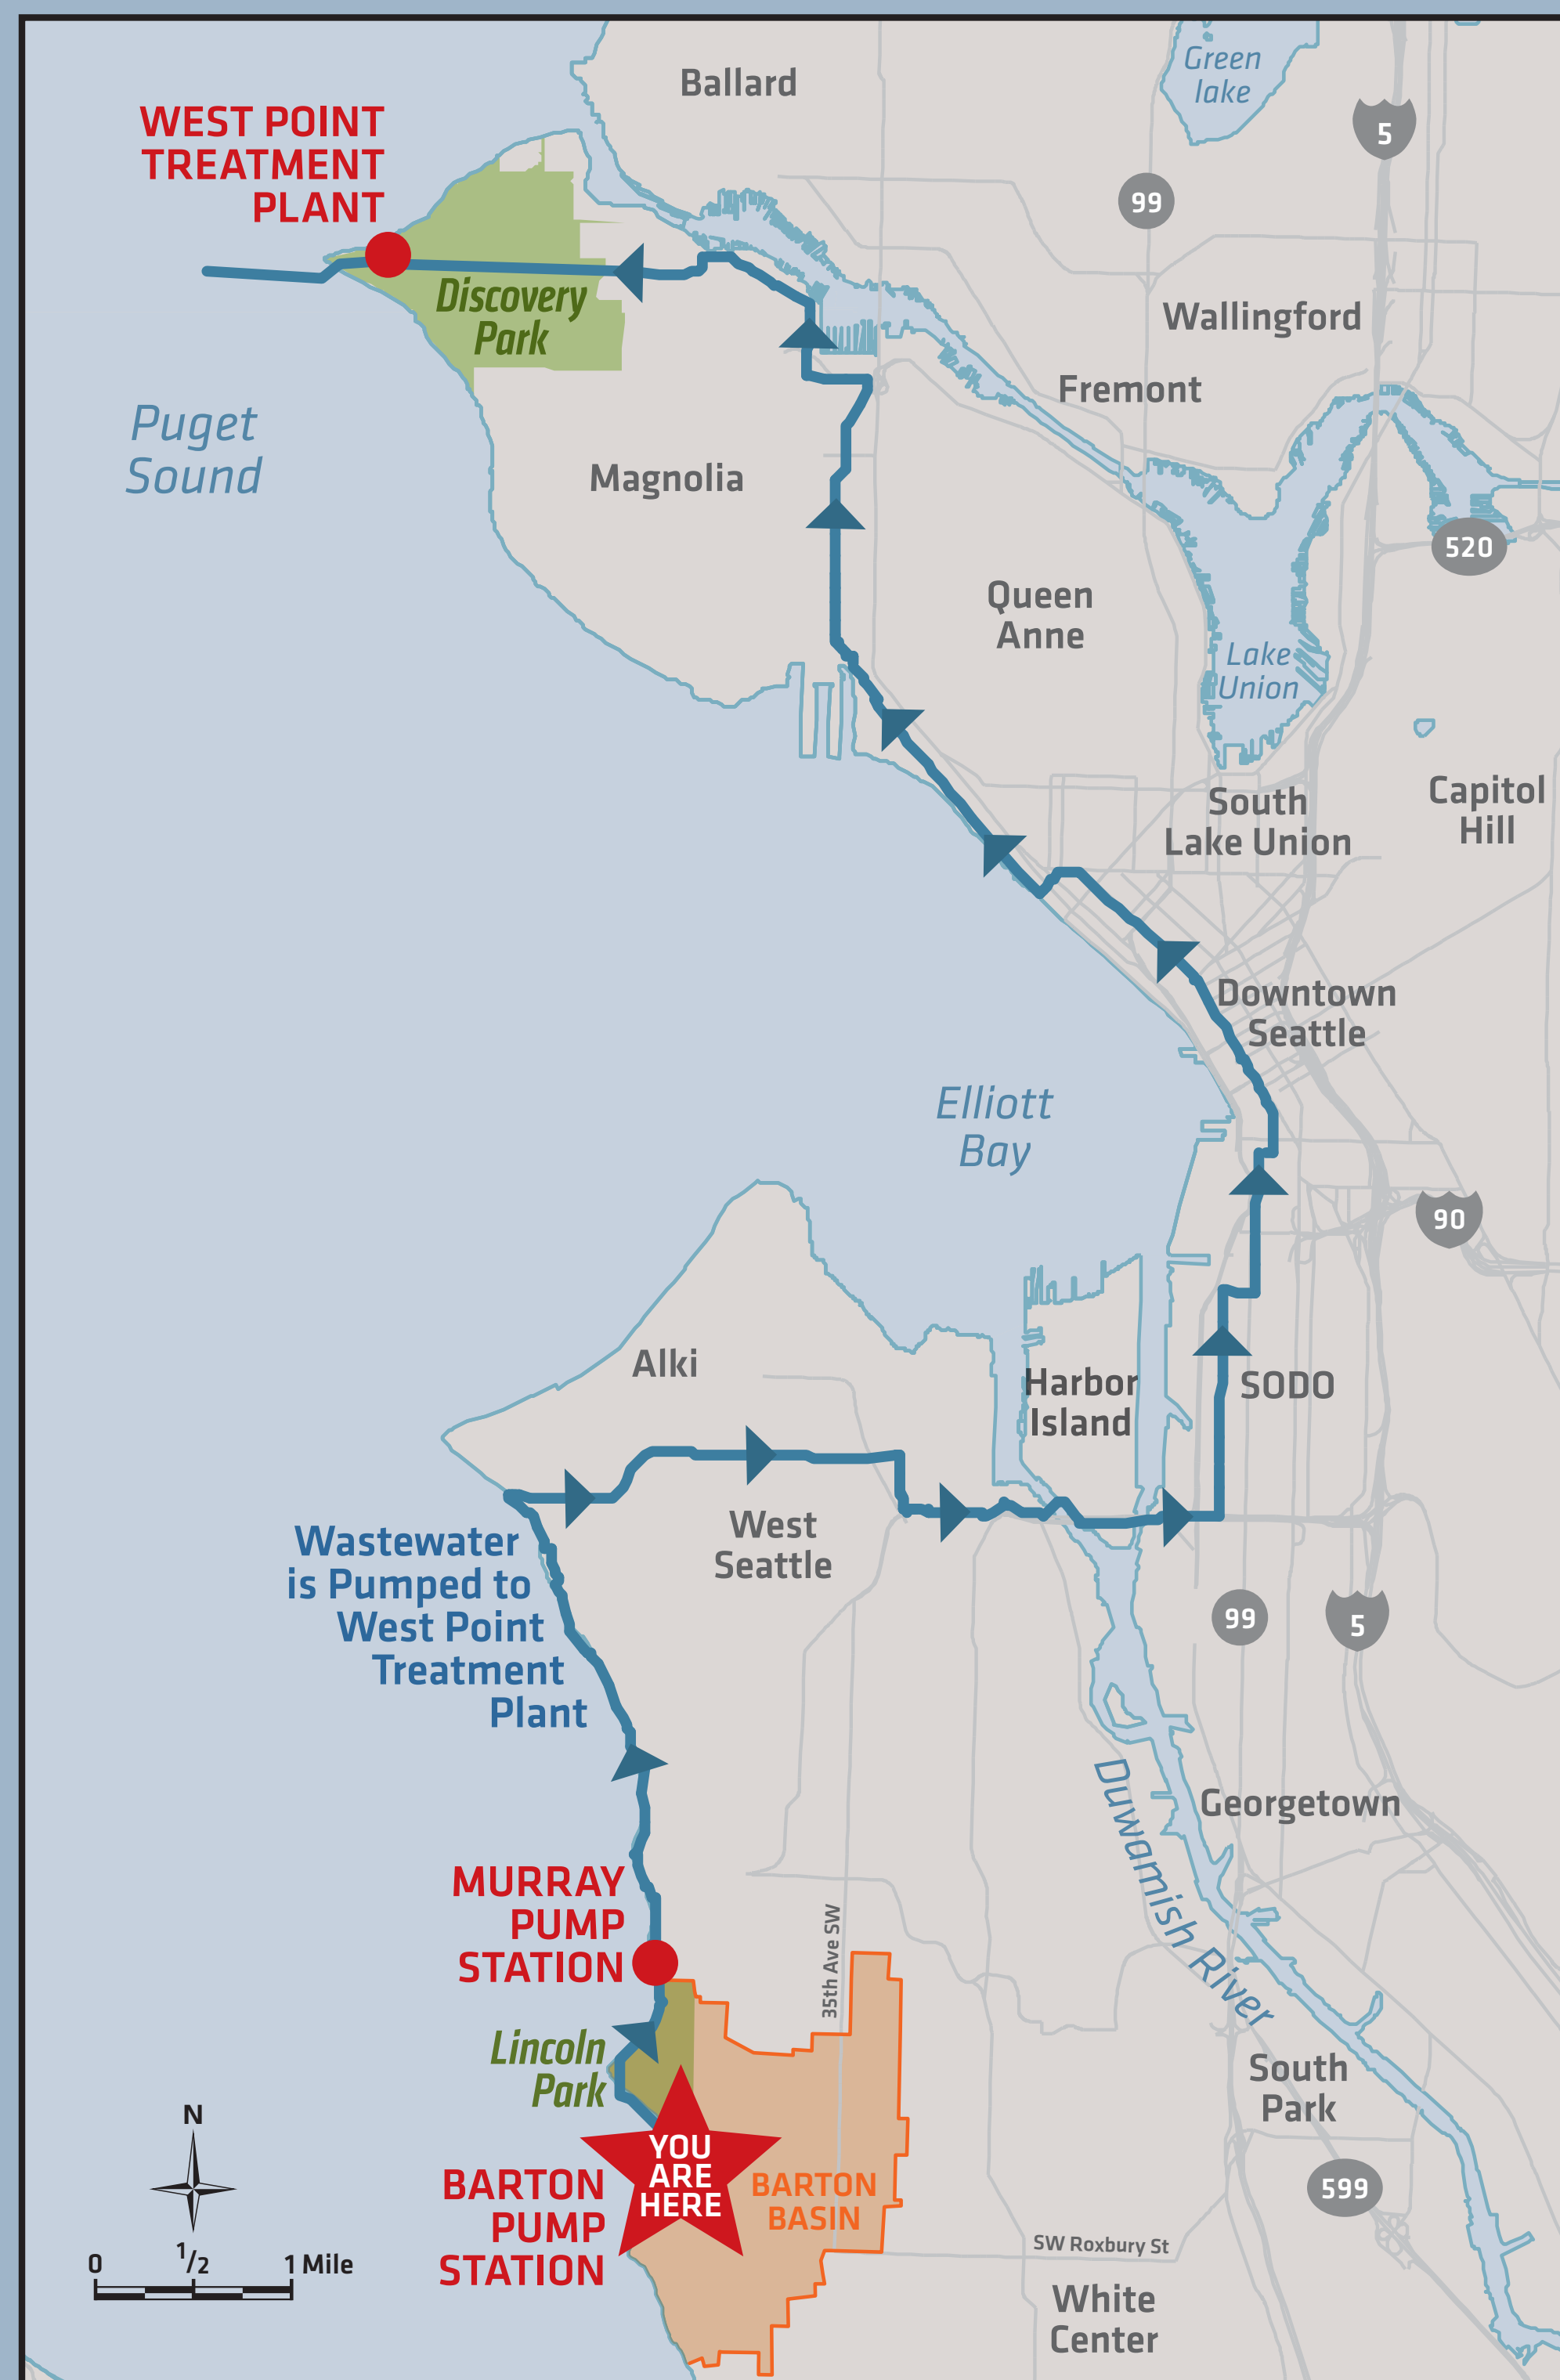 Ballard
Green
lake
5
WEST POINT
TREATMENT
PLANT
99
Discovery
Park
Wallingford
Fremont
Puget
Sound
Magnolia
520
Queen
Anne
Lake
Union
South
Lake Union
Capitol
Hill
Downtown
Seattle
Elliott
Bay
90
Alki
Harbor
Island
SODO
West
Seattle
Wastewater
is Pumped to
West Point
Treatment
Plant
99
5
Duwamish River
Georgetown
MURRAY
PUMP
STATION
35th Ave SW
Lincoln
Park
South
Park
N
YOU
ARE
HERE
BARTON
PUMP
STATION
BARTON
BASIN
599
0 1/2 1 Mile
SW Roxbury St
White
Center